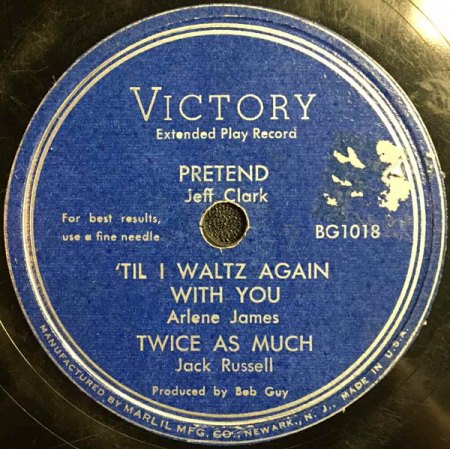 VICTORY
Extended Play Record
PRETEND
Jeff Clark
For best results,
use a fine needle
BG1018
'TIL I WALTZ AGAIN
WITH YOU
Arlene James
TWICE AS MUCH
Jack Russell
Produced by Bob Guy
MANUFACTURED BY MARLIL MFG. CO., NEWARK, N. J., MADE IN U.S.A.